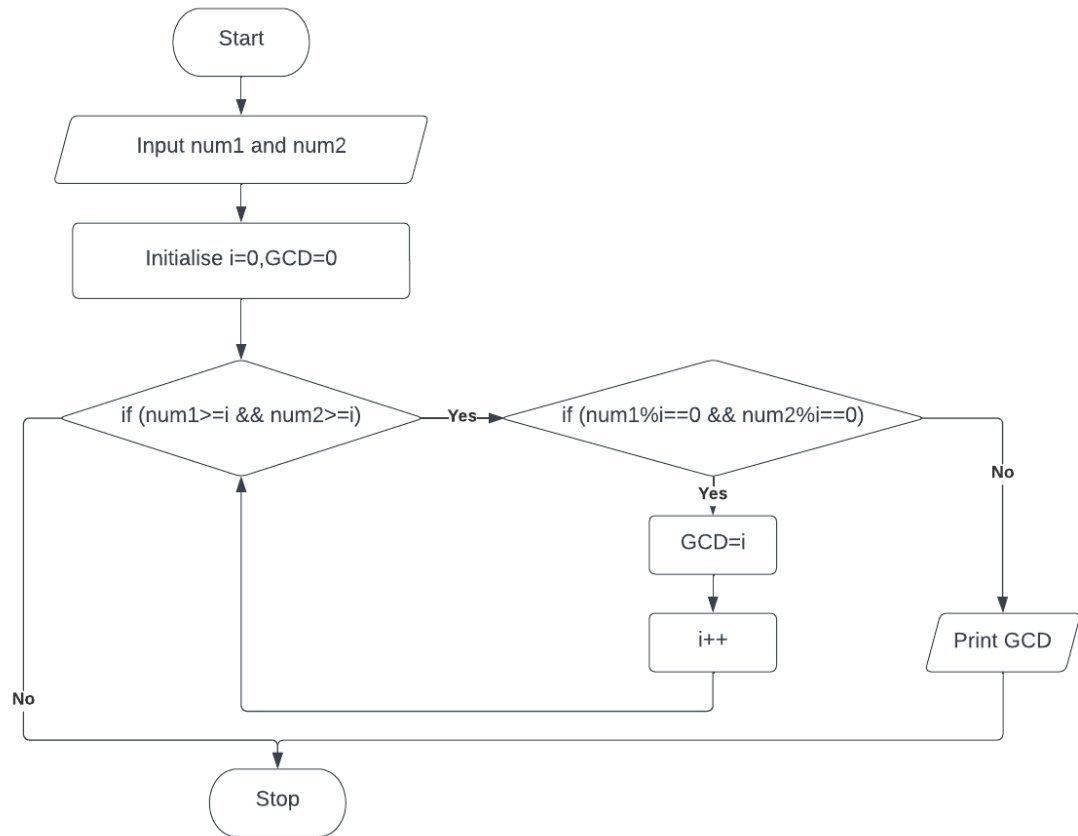 Start
Input num1 and num2
Initialise i=0,GCD=0
if (num1>=i && num2>=i)
Yes
if (num1%i==0 && num2%i==0)
No
Yes
GCD=i
i++
Print GCD
No
Stop